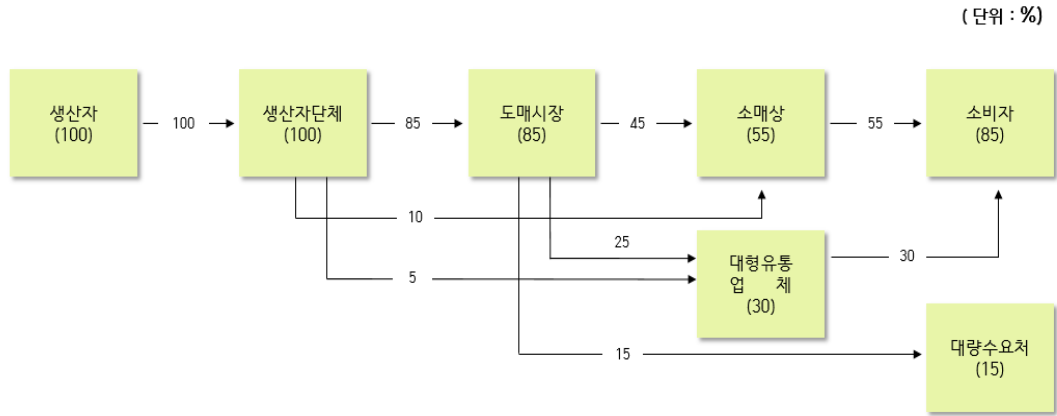 ( 단위 : %)
생산자
(100)
100
생산자단체
(100)
85
도매시장
(85)
45
소매상
(55)
55
소비자
(85)
10
25
5
대형유통
업 체
(30)
30
15
대량수요처
(15)